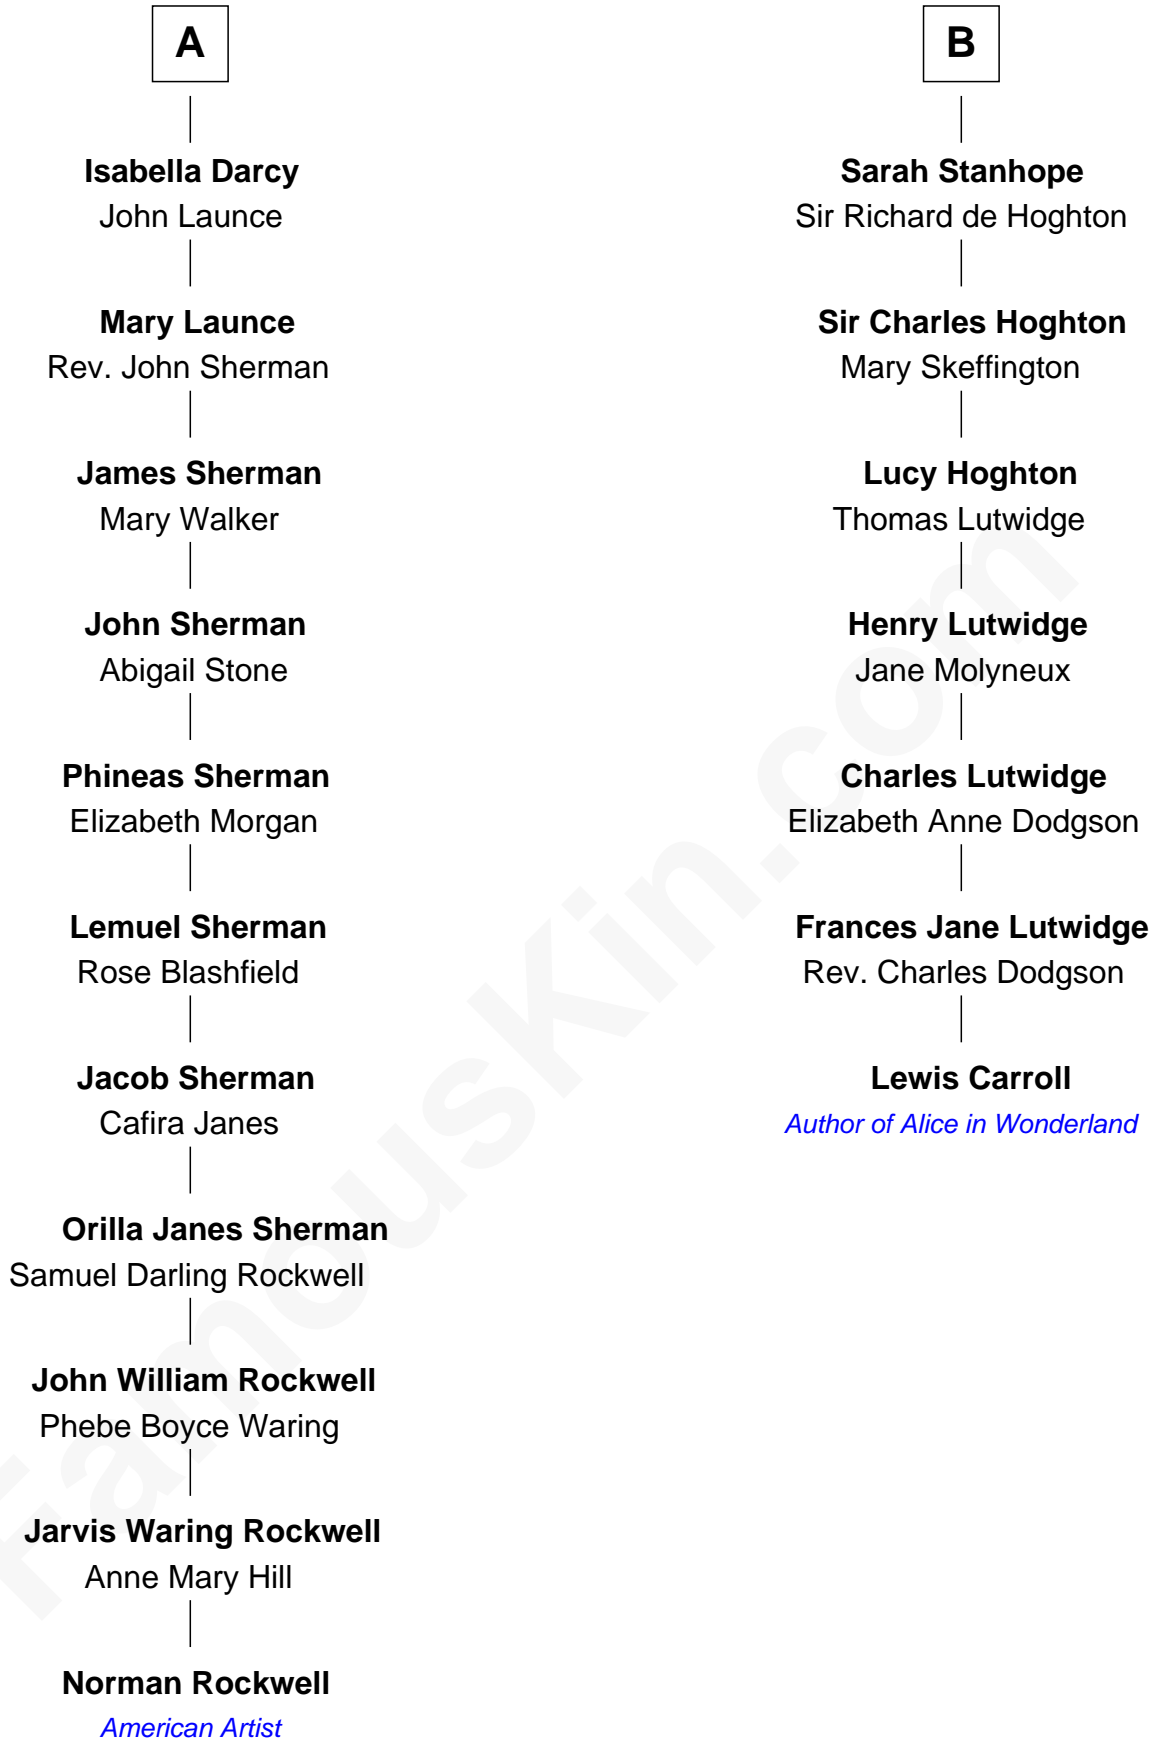 A
Isabella Darcy
John Launce
Mary Launce
Rev. John Sherman
James Sherman
Mary Walker
John Sherman
Abigail Stone
Phineas Sherman
Elizabeth Morgan
Lemuel Sherman
Rose Blashfield
Jacob Sherman
Cafira Janes
Orilla Janes Sherman
Samuel Darling Rockwell
John William Rockwell
Phebe Boyce Waring
Jarvis Waring Rockwell
Anne Mary Hill
Norman Rockwell
American Artist
B
Sarah Stanhope
Sir Richard de Hoghton
Sir Charles Hoghton
Mary Skeffington
Lucy Hoghton
Thomas Lutwidge
Henry Lutwidge
Jane Molyneux
Charles Lutwidge
Elizabeth Anne Dodgson
Frances Jane Lutwidge
Rev. Charles Dodgson
Lewis Carroll
Author of Alice in Wonderland
FamousKin.com